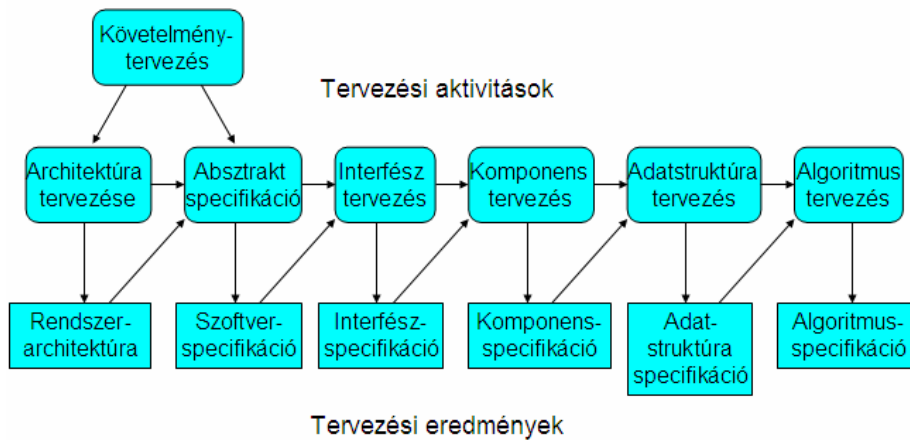 Követelmény-
tervezés
Tervezési aktivitások
Architektúra
tervezése
Absztrakt
specifikáció
Interfész
tervezés
Komponens
tervezés
Adatstruktúra
tervezés
Algoritmus
tervezés
Rendszer-
architektúra
Szoftver-
specifikáció
Interfész-
specifikáció
Komponens-
specifikáció
Adat-
struktúra
specifikáció
Algoritmus-
specifikáció
Tervezési eredmények